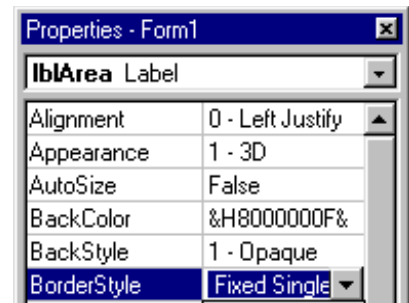 Properties - Form1
lblArea Label
Alignment 0 - Left Justify
Appearance 1 - 3D
AutoSize False
BackColor &H8000000F&
BackStyle 1 - Opaque
BorderStyle Fixed Single